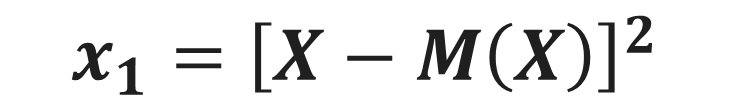 x₁ = [X − M(X)]²